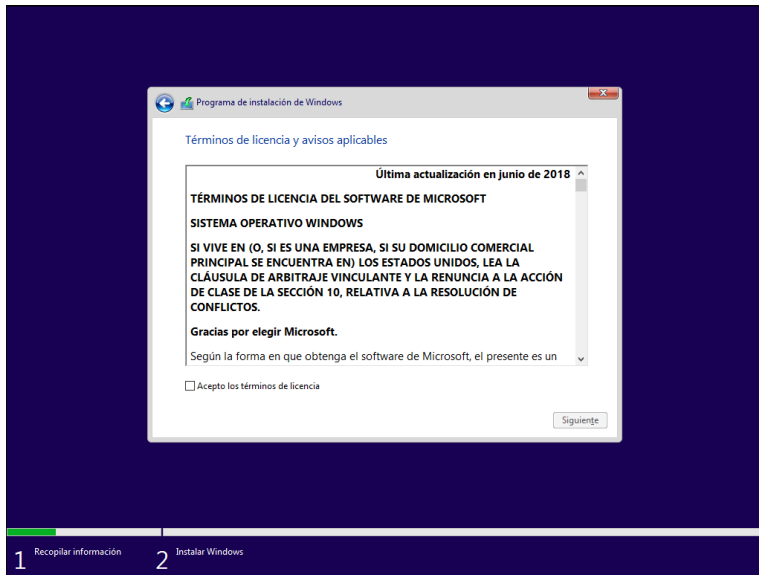 Programa de instalación de Windows
Términos de licencia y avisos aplicables
Última actualización en junio de 2018
TÉRMINOS DE LICENCIA DEL SOFTWARE DE MICROSOFT
SISTEMA OPERATIVO WINDOWS
SI VIVE EN (O, SI ES UNA EMPRESA, SI SU DOMICILIO COMERCIAL
PRINCIPAL SE ENCUENTRA EN) LOS ESTADOS UNIDOS, LEA LA
CLÁUSULA DE ARBITRAJE VINCULANTE Y LA RENUNCIA A LA ACCIÓN
DE CLASE DE LA SECCIÓN 10, RELATIVA A LA RESOLUCIÓN DE
CONFLICTOS.
Gracias por elegir Microsoft.
Según la forma en que obtenga el software de Microsoft, el presente es un
Acepto los términos de licencia
Siguiente
1 Recopilar información
2 Instalar Windows